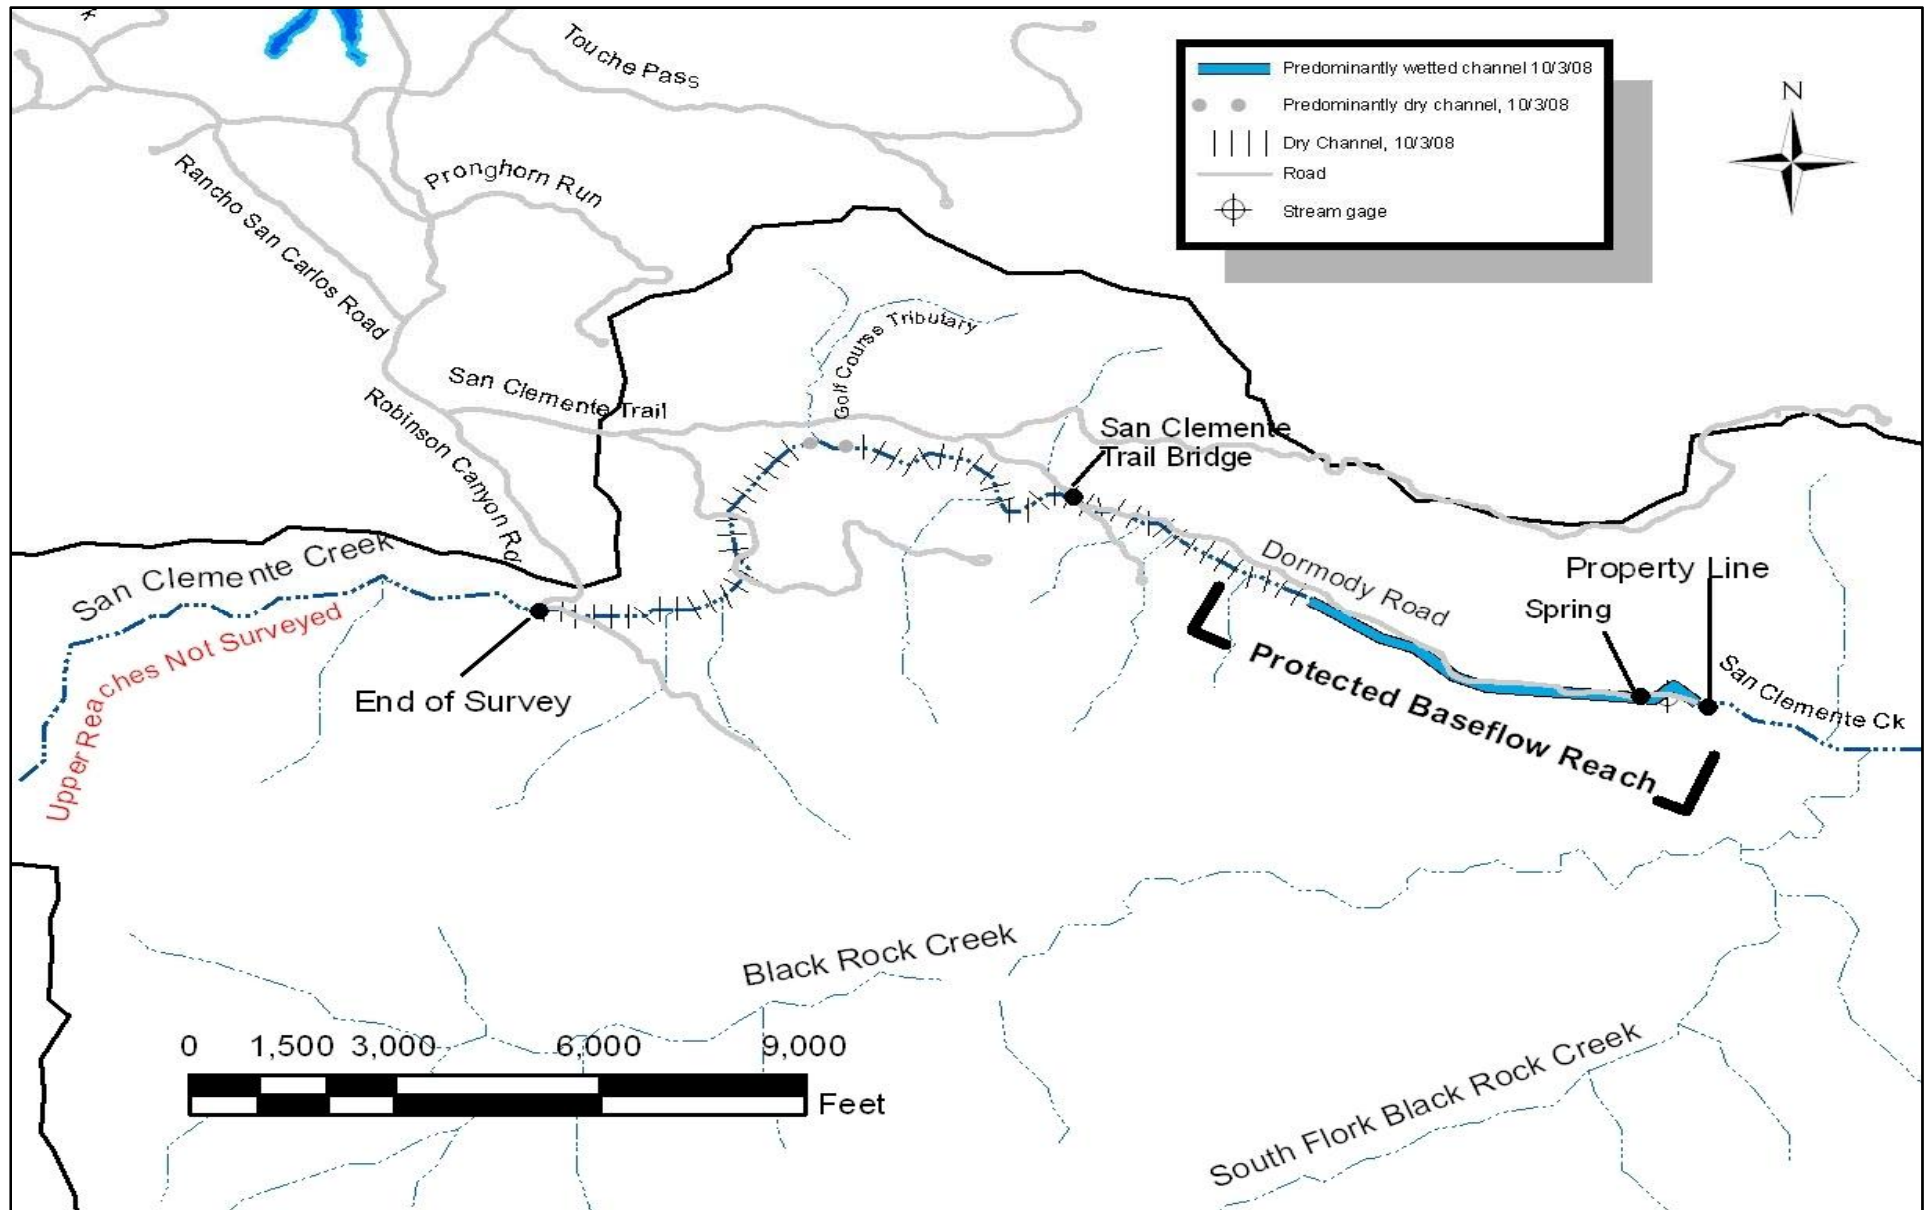 k
Touche Pass
Predominantly wetted channel 10/3/08
Predominantly dry channel, 10/3/08
Dry Channel, 10/3/08
Road
Stream gage
N
Pronghorn Run
Rancho San Carlos Road
Golf Course Tributary
San Clemente Trail
Robinson Canyon Rd
San Clemente
Trail Bridge
San Clemente Creek
Dormody Road
Property Line
Spring
Upper Reaches Not Surveyed
End of Survey
Protected Baseflow Reach
San Clemente Ck
Black Rock Creek
0 1,500 3,000 6,000 9,000
Feet
South Flork Black Rock Creek